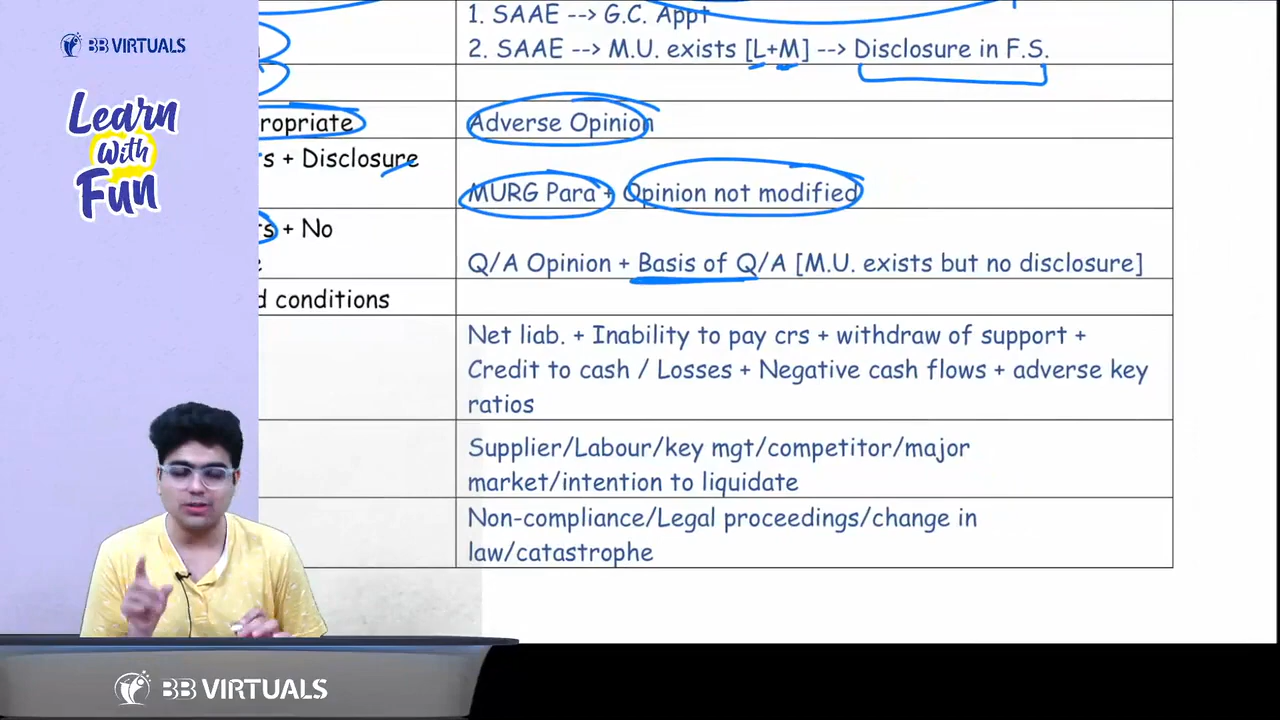 BB VIRTUALS
Learn
with
Fun
1. SAAE --> G.C. Appt
2. SAAE --> M.U. exists [L+M] --> Disclosure in F.S.
ropriate
Adverse Opinion
s + Disclosure
MURG Para + Opinion not modified
s + No
e
Q/A Opinion + Basis of Q/A [M.U. exists but no disclosure]
d conditions
Net liab. + Inability to pay crs + withdraw of support +
Credit to cash / Losses + Negative cash flows + adverse key
ratios
Supplier/Labour/key mgt/competitor/major
market/intention to liquidate
Non-compliance/Legal proceedings/change in
law/catastrophe
BB VIRTUALS